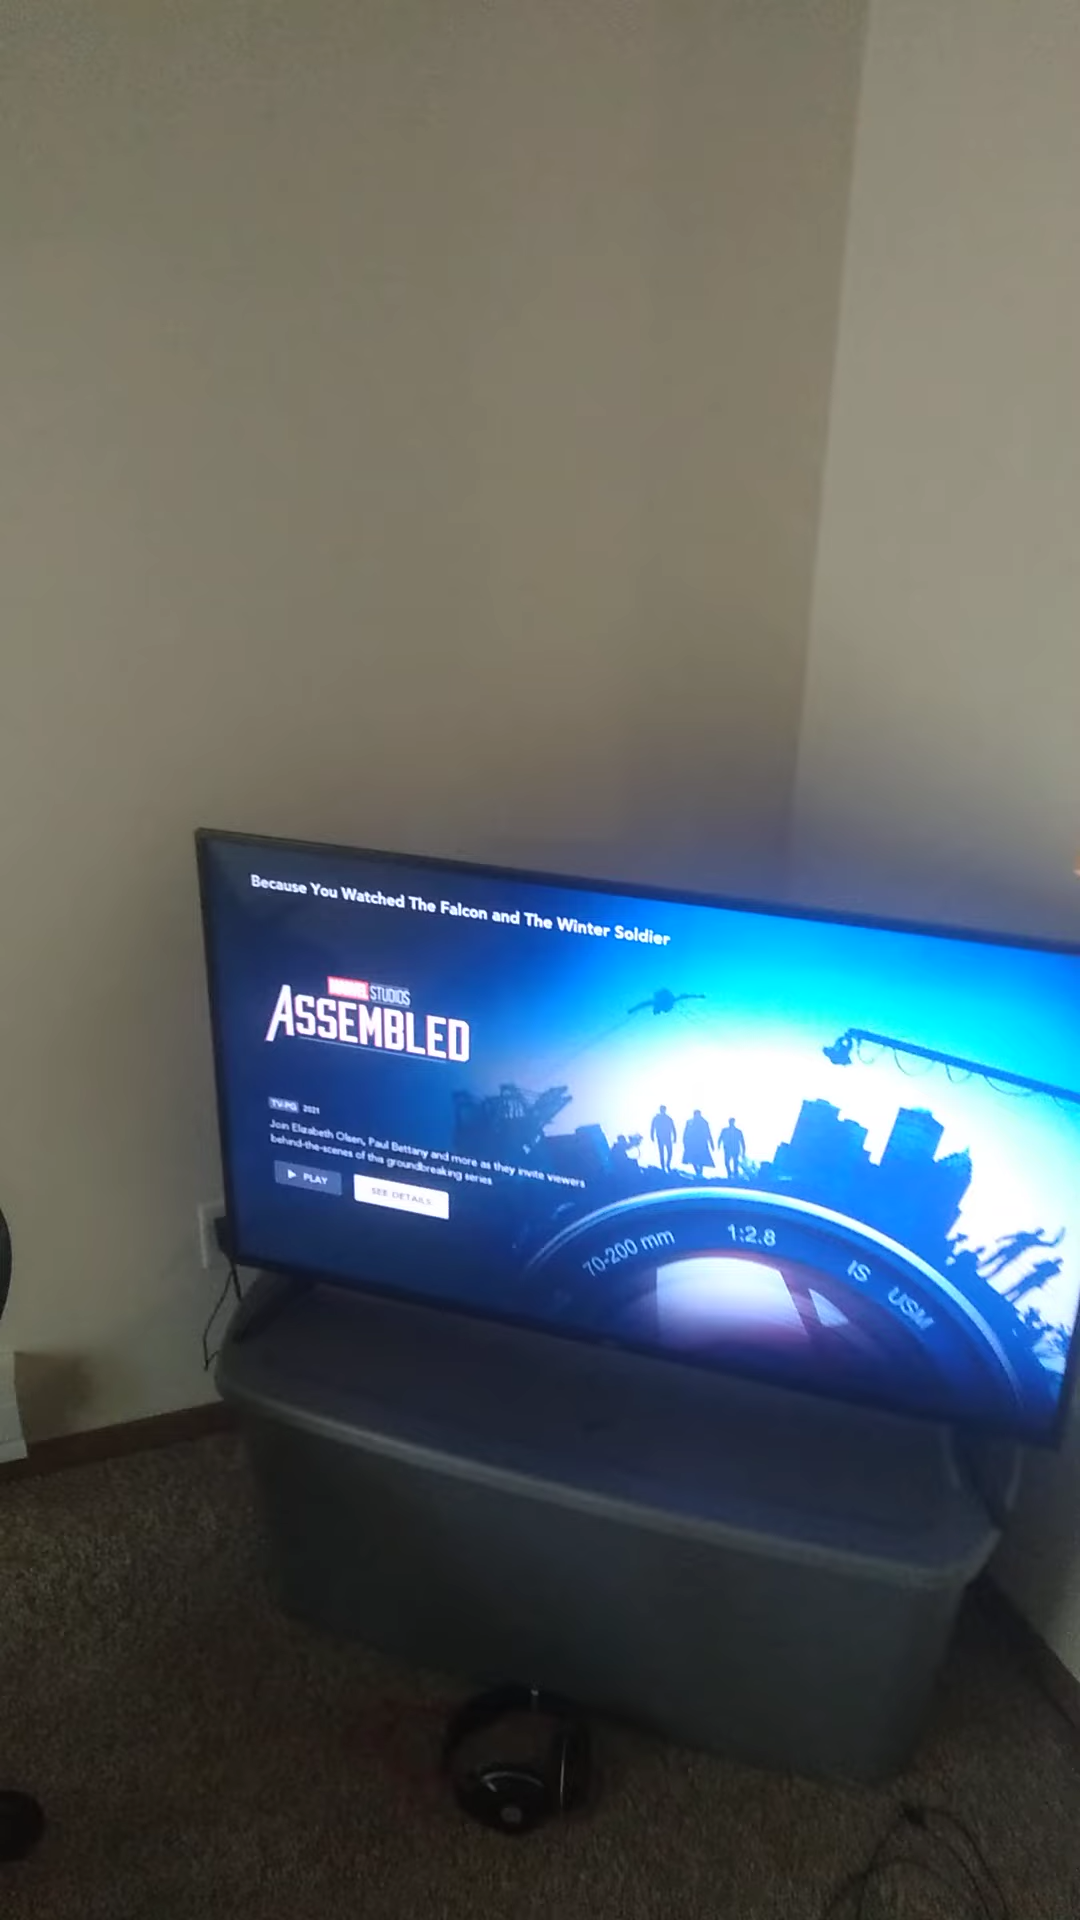 Because You Watched The Falcon and The Winter Soldier
MARVEL STUDIOS
ASSEMBLED
TV-PG 2021
Join Elizabeth Olsen, Paul Bettany and more as they invite viewers
behind-the-scenes of this groundbreaking series
PLAY
SEE DETAILS
70-200 mm 1:2.8 IS USM